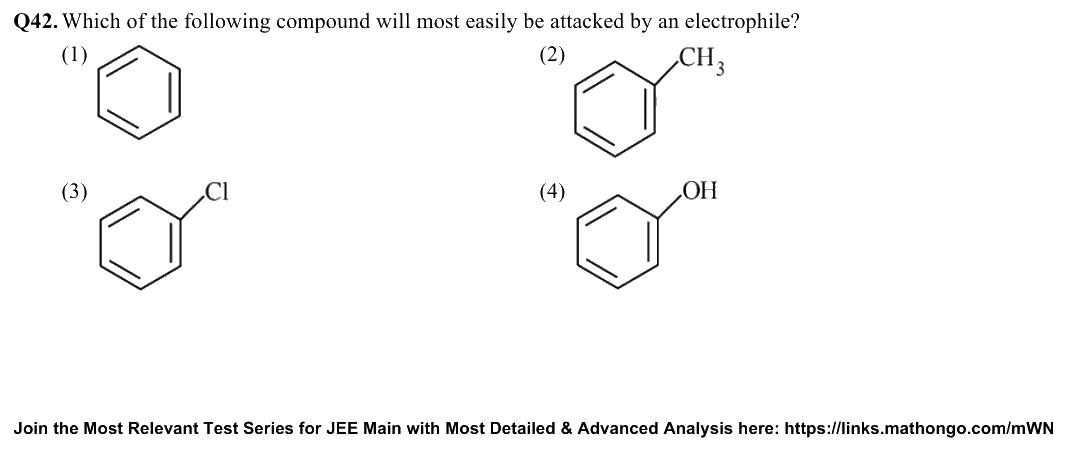 Q42. Which of the following compound will most easily be attacked by an electrophile?
(1) (2) CH3
(3) Cl (4) OH
Join the Most Relevant Test Series for JEE Main with Most Detailed & Advanced Analysis here: https://links.mathongo.com/mWN